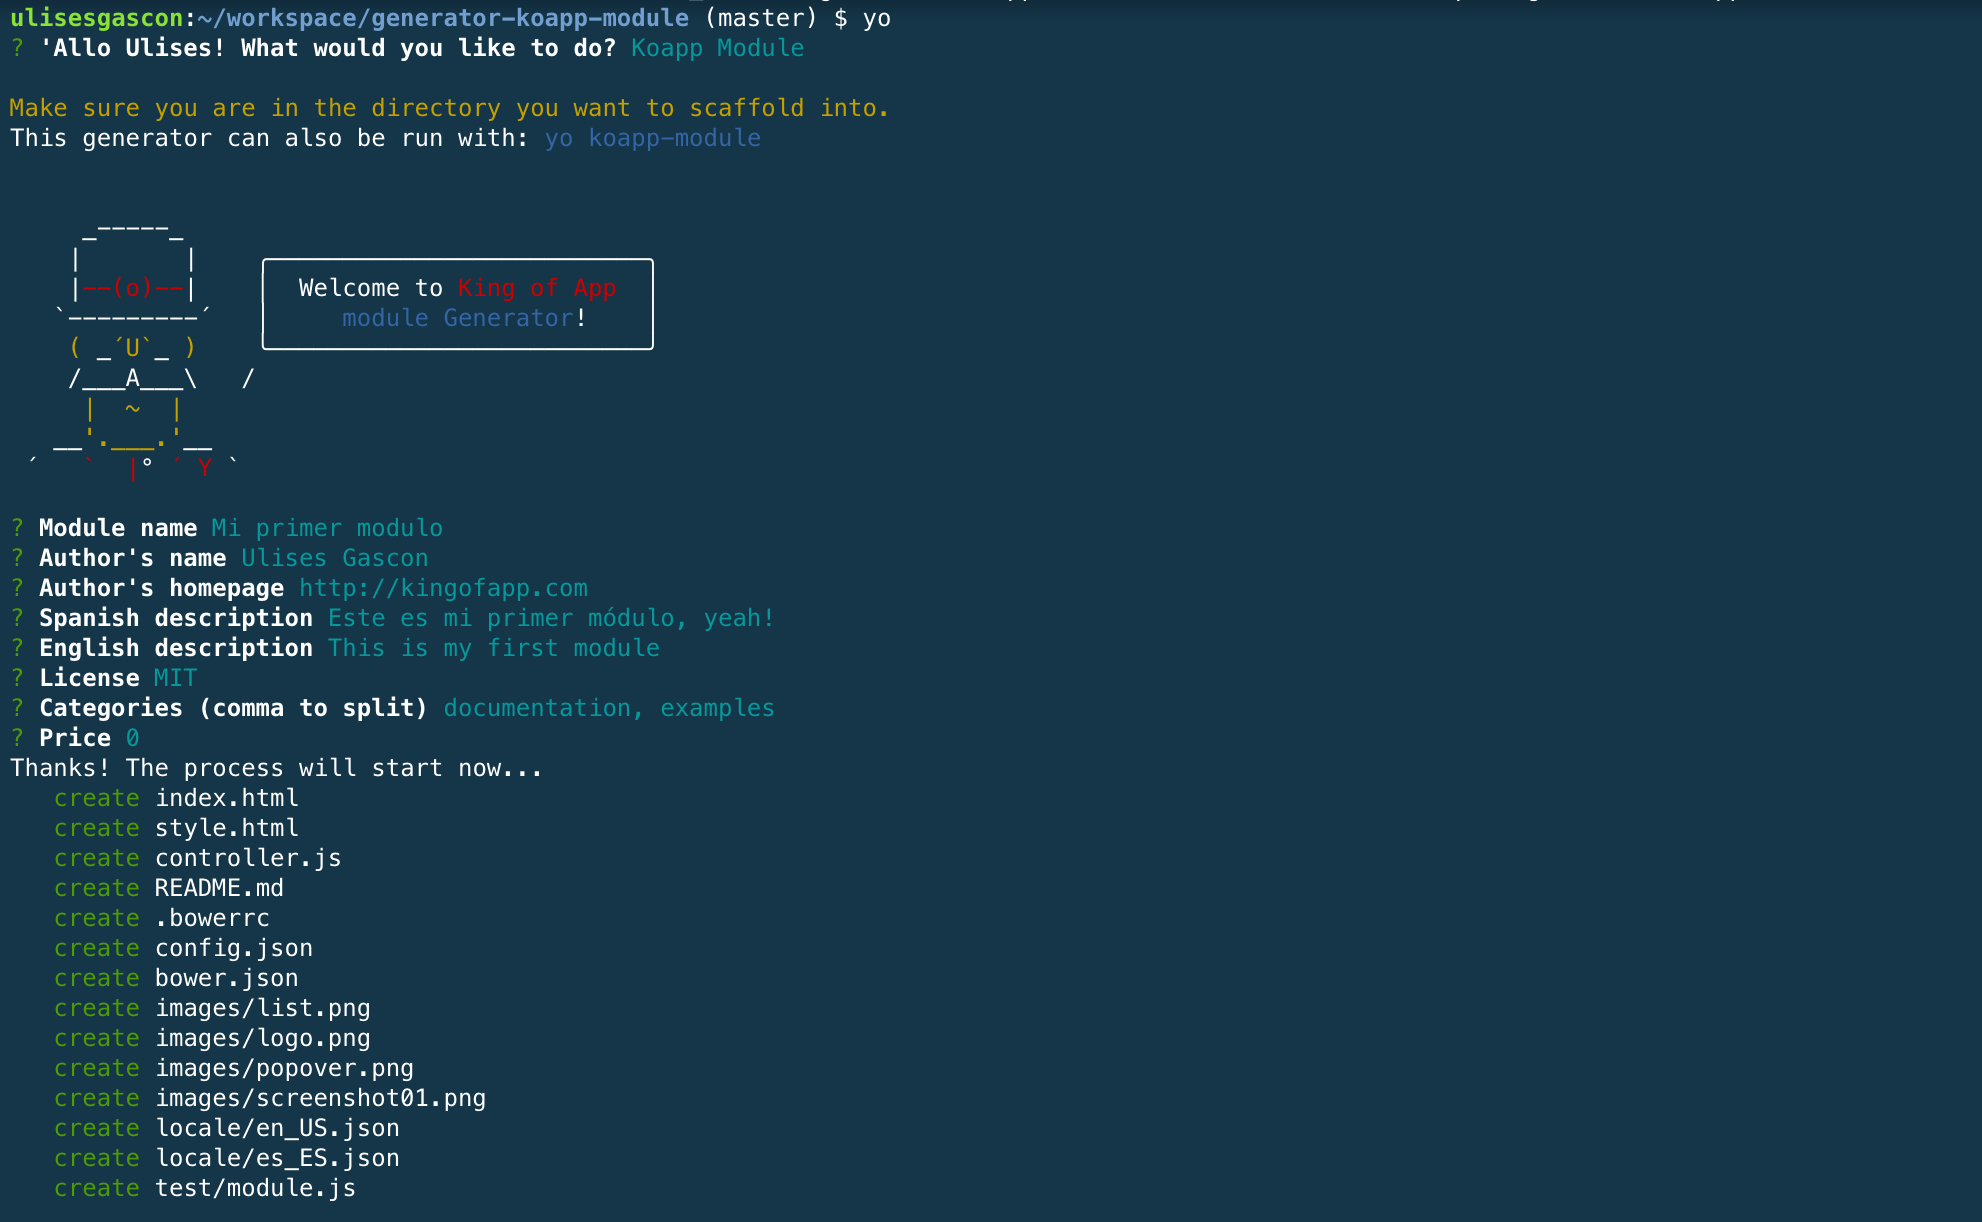 ulisesgascon:~/workspace/generator-koapp-module (master) $ yo
? 'Allo Ulises! What would you like to do? Koapp Module
Make sure you are in the directory you want to scaffold into.
This generator can also be run with: yo koapp-module
     _-----_
    |       |
    |--(o)--|
   `---------´
    ( _´U`_ )
    /___A___\   /
     |  ~  |
   __'.___.'__
 ´   `  |° ´ Y `
Welcome to King of App
module Generator!
? Module name Mi primer modulo
? Author's name Ulises Gascon
? Author's homepage http://kingofapp.com
? Spanish description Este es mi primer módulo, yeah!
? English description This is my first module
? License MIT
? Categories (comma to split) documentation, examples
? Price 0
Thanks! The process will start now...
   create index.html
   create style.html
   create controller.js
   create README.md
   create .bowerrc
   create config.json
   create bower.json
   create images/list.png
   create images/logo.png
   create images/popover.png
   create images/screenshot01.png
   create locale/en_US.json
   create locale/es_ES.json
   create test/module.js